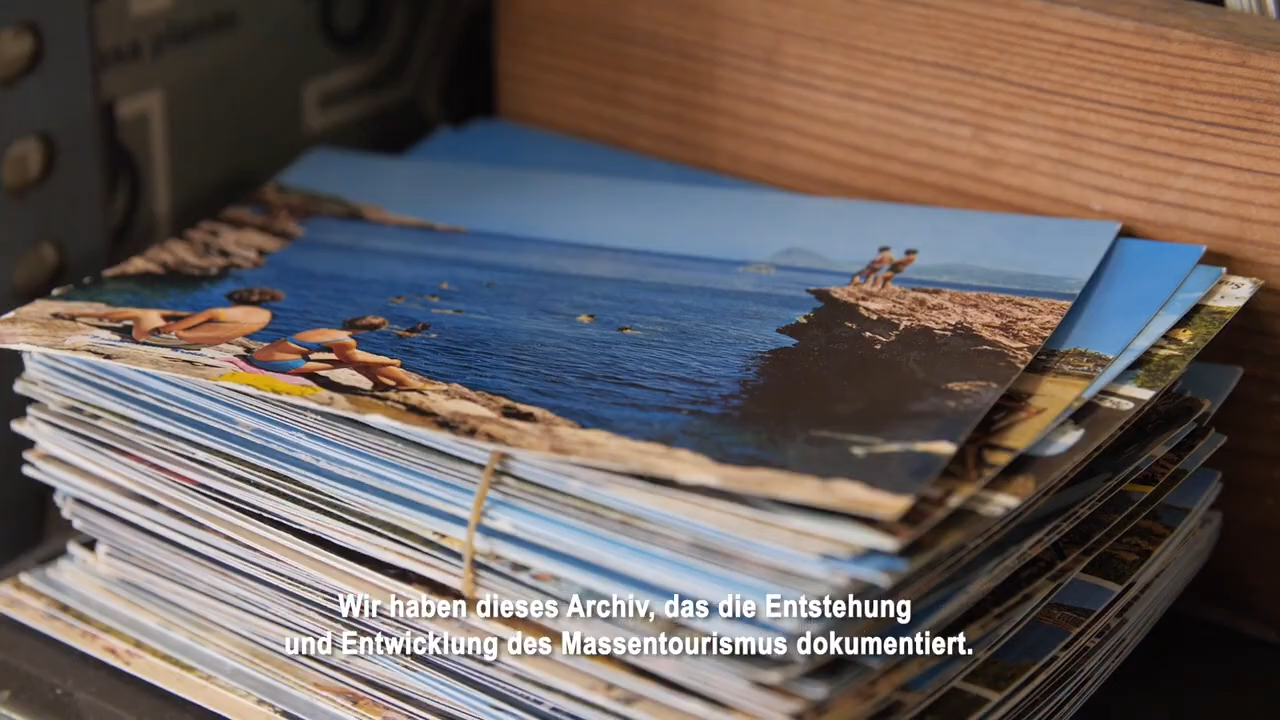 Wir haben dieses Archiv, das die Entstehung
und Entwicklung des Massentourismus dokumentiert.